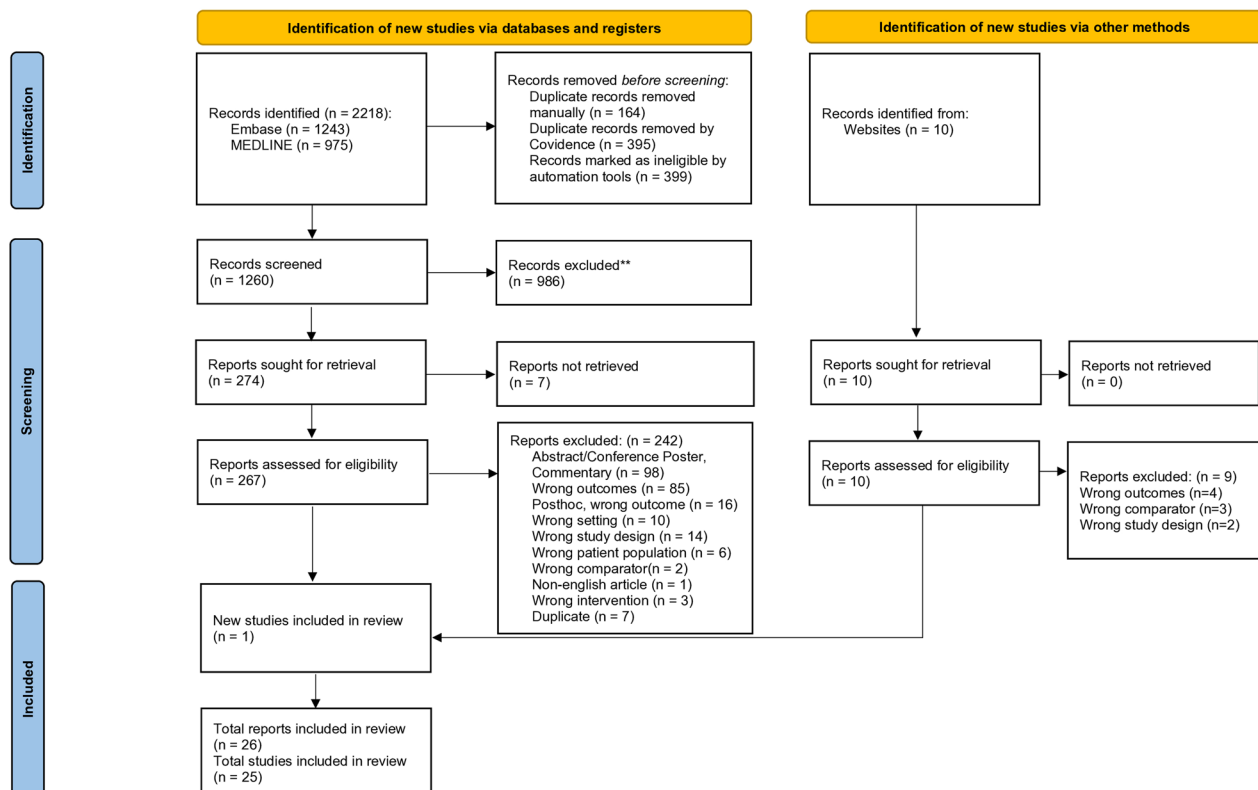 Identification of new studies via databases and registers
Identification of new studies via other methods
Identification
Records identified (n = 2218):
Embase (n = 1243)
MEDLINE (n = 975)
Records removed before screening:
Duplicate records removed
manually (n = 164)
Duplicate records removed by
Covidence (n = 395)
Records marked as ineligible by
automation tools (n = 399)
Records identified from:
Websites (n = 10)
Screening
Records screened
(n = 1260)
Records excluded**
(n = 986)
Reports sought for retrieval
(n = 274)
Reports not retrieved
(n = 7)
Reports sought for retrieval
(n = 10)
Reports not retrieved
(n = 0)
Reports assessed for eligibility
(n = 267)
Reports excluded: (n = 242)
Abstract/Conference Poster,
Commentary (n = 98)
Wrong outcomes (n = 85)
Posthoc, wrong outcome (n = 16)
Wrong setting (n = 10)
Wrong study design (n = 14)
Wrong patient population (n = 6)
Wrong comparator(n = 2)
Non-english article (n = 1)
Wrong intervention (n = 3)
Duplicate (n = 7)
Reports assessed for eligibility
(n = 10)
Reports excluded: (n = 9)
Wrong outcomes (n=4)
Wrong comparator (n=3)
Wrong study design (n=2)
Included
New studies included in review
(n = 1)
Total reports included in review
(n = 26)
Total studies included in review
(n = 25)